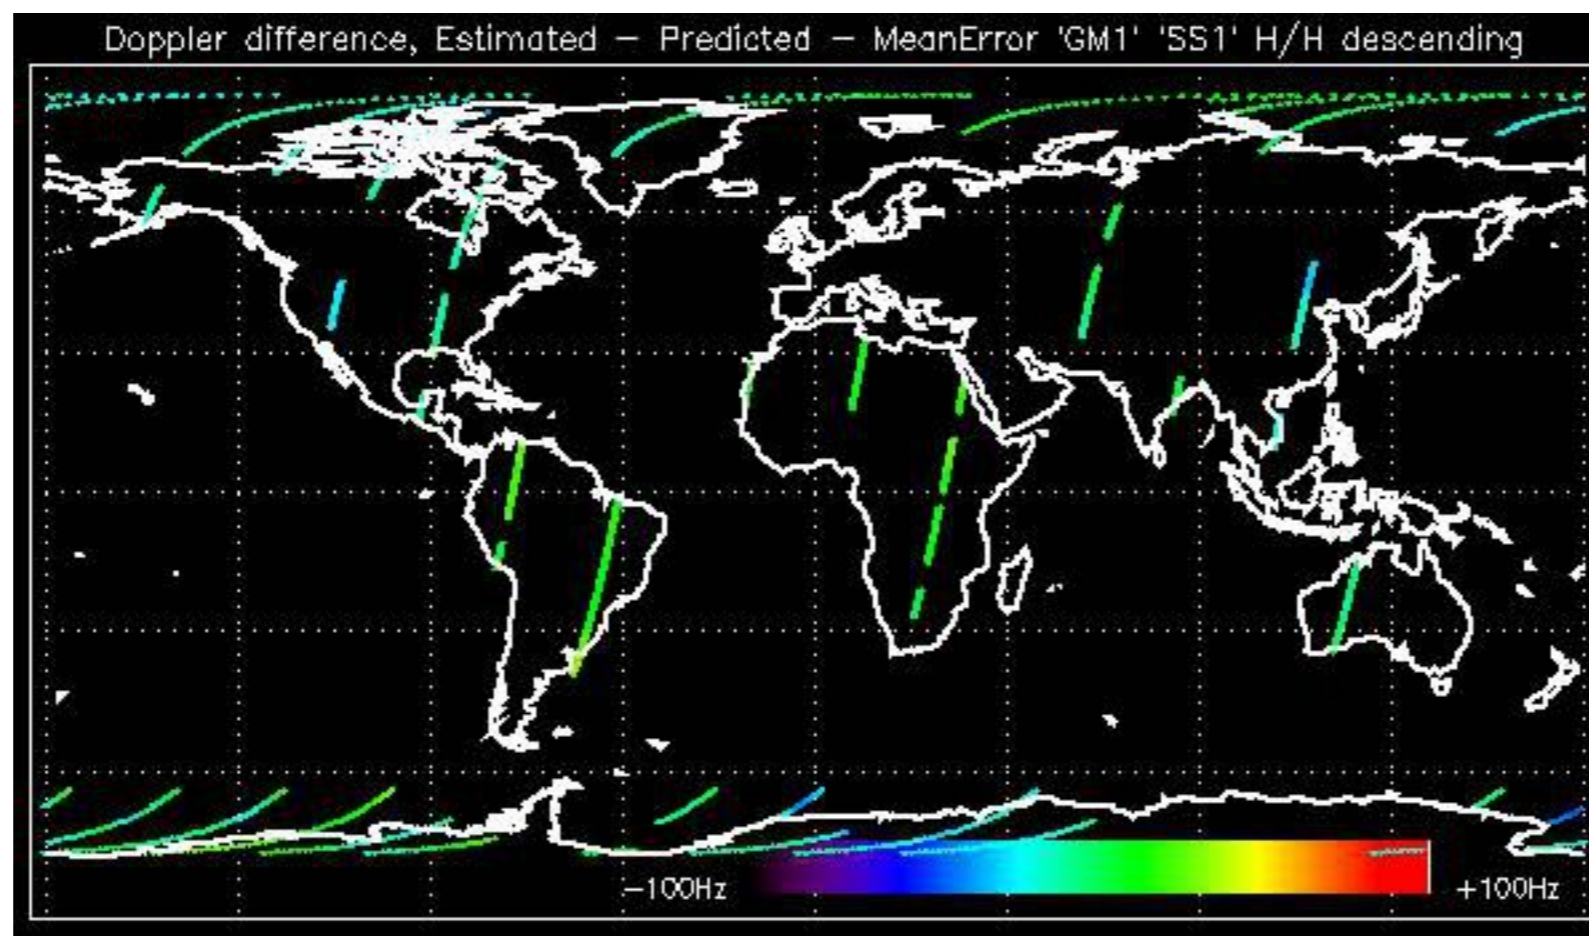 Doppler difference, Estimated – Predicted – MeanError 'GM1' 'SS1' H/H descending
–100Hz +100Hz